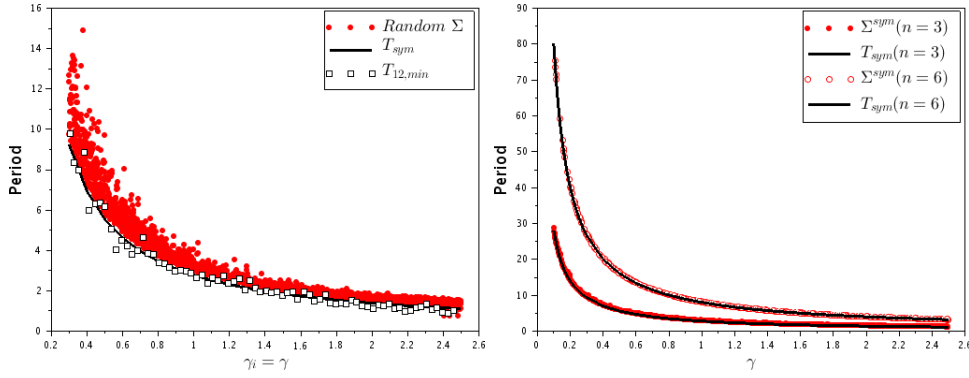 Random Σ
T_sym
T_12,min
16
14
12
10
8
6
4
2
0
Period
0.2 0.4 0.6 0.8 1 1.2 1.4 1.6 1.8 2 2.2 2.4 2.6
γ_i = γ
Σ^sym(n = 3)
T_sym(n = 3)
Σ^sym(n = 6)
T_sym(n = 6)
90
80
70
60
50
40
30
20
10
0
Period
0 0.2 0.4 0.6 0.8 1 1.2 1.4 1.6 1.8 2 2.2 2.4 2.6
γ